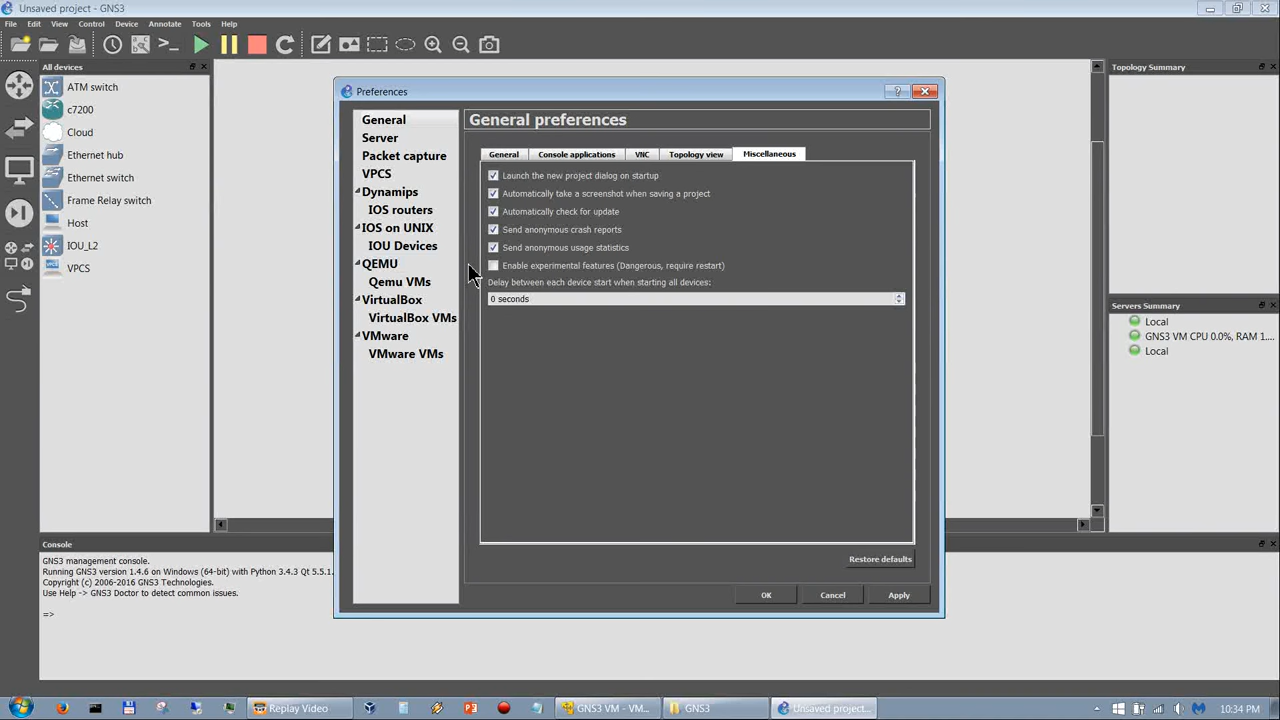 Unsaved project - GNS3
File Edit View Control Device Annotate Tools Help
All devices
ATM switch
c7200
Cloud
Ethernet hub
Ethernet switch
Frame Relay switch
Host
IOU_L2
VPCS
Preferences
?
General
Server
Packet capture
VPCS
Dynamips
IOS routers
IOS on UNIX
IOU Devices
QEMU
Qemu VMs
VirtualBox
VirtualBox VMs
VMware
VMware VMs
General preferences
General Console applications VNC Topology view Miscellaneous
Launch the new project dialog on startup
Automatically take a screenshot when saving a project
Automatically check for update
Send anonymous crash reports
Send anonymous usage statistics
Enable experimental features (Dangerous, require restart)
Delay between each device start when starting all devices:
0 seconds
Restore defaults
OK Cancel Apply
Topology Summary
Servers Summary
Local
GNS3 VM CPU 0.0%, RAM 1....
Local
Console
GNS3 management console.
Running GNS3 version 1.4.6 on Windows (64-bit) with Python 3.4.3 Qt 5.5.1.
Copyright (c) 2006-2016 GNS3 Technologies.
Use Help -> GNS3 Doctor to detect common issues.
=>
Replay Video
GNS3 VM - VM...
GNS3
Unsaved project...
10:34 PM